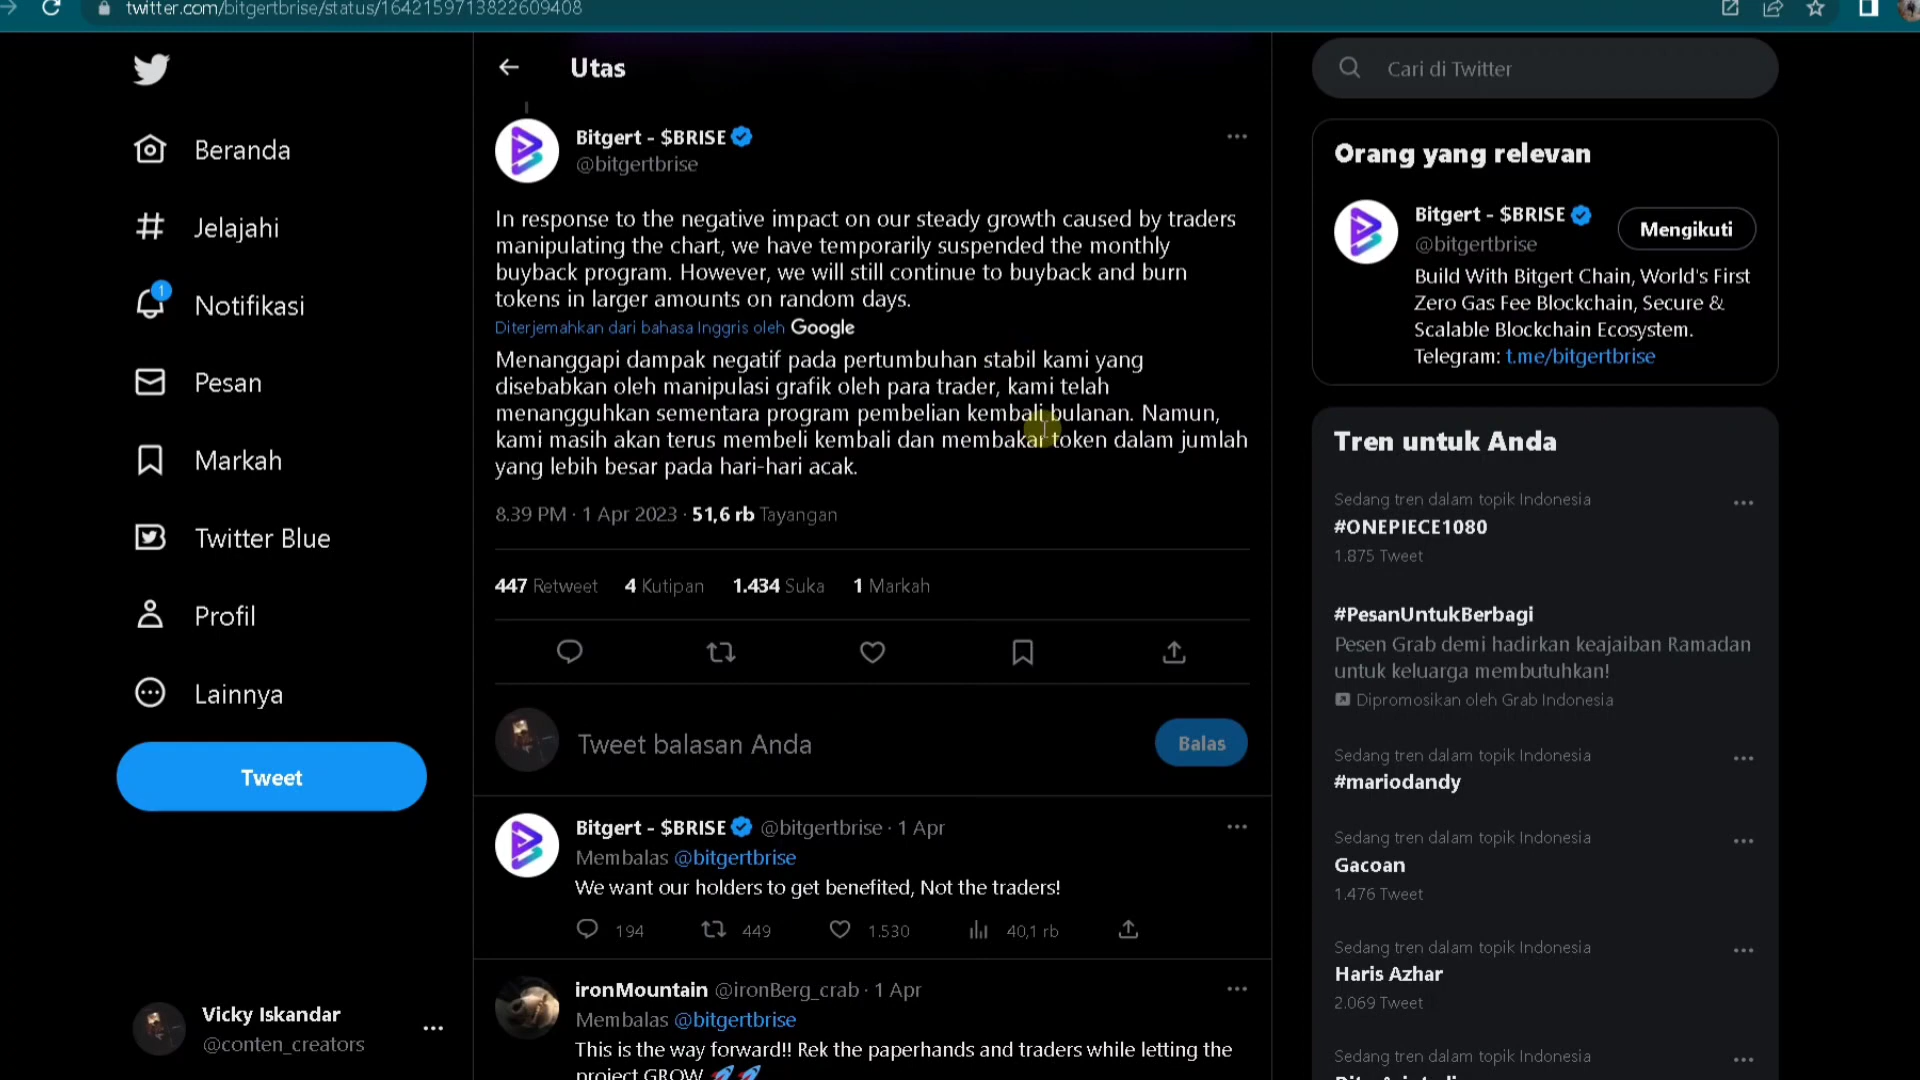 twitter.com/bitgertbrise/status/1642159713822609408
Beranda
Jelajahi
1
Notifikasi
Pesan
Markah
Twitter Blue
Profil
Lainnya
Tweet
Vicky Iskandar
@conten_creators
Utas
Bitgert - $BRISE
@bitgertbrise
In response to the negative impact on our steady growth caused by traders
manipulating the chart, we have temporarily suspended the monthly
buyback program. However, we will still continue to buyback and burn
tokens in larger amounts on random days.
Diterjemahkan dari bahasa Inggris oleh Google
Menanggapi dampak negatif pada pertumbuhan stabil kami yang
disebabkan oleh manipulasi grafik oleh para trader, kami telah
menangguhkan sementara program pembelian kembali bulanan. Namun,
kami masih akan terus membeli kembali dan membakar token dalam jumlah
yang lebih besar pada hari-hari acak.
8.39 PM · 1 Apr 2023 · 51,6 rb Tayangan
447 Retweet 4 Kutipan 1.434 Suka 1 Markah
Tweet balasan Anda
Balas
Bitgert - $BRISE @bitgertbrise · 1 Apr
Membalas @bitgertbrise
We want our holders to get benefited, Not the traders!
194 449 1.530 40,1 rb
ironMountain @ironBerg_crab · 1 Apr
Membalas @bitgertbrise
This is the way forward!! Rek the paperhands and traders while letting the
project GROW 🚀🚀
Cari di Twitter
Orang yang relevan
Bitgert - $BRISE
@bitgertbrise
Mengikuti
Build With Bitgert Chain, World's First
Zero Gas Fee Blockchain, Secure &
Scalable Blockchain Ecosystem.
Telegram: t.me/bitgertbrise
Tren untuk Anda
Sedang tren dalam topik Indonesia
#ONEPIECE1080
1.875 Tweet
#PesanUntukBerbagi
Pesen Grab demi hadirkan keajaiban Ramadan
untuk keluarga membutuhkan!
Dipromosikan oleh Grab Indonesia
Sedang tren dalam topik Indonesia
#mariodandy
Sedang tren dalam topik Indonesia
Gacoan
1.476 Tweet
Sedang tren dalam topik Indonesia
Haris Azhar
2.069 Tweet
Sedang tren dalam topik Indonesia